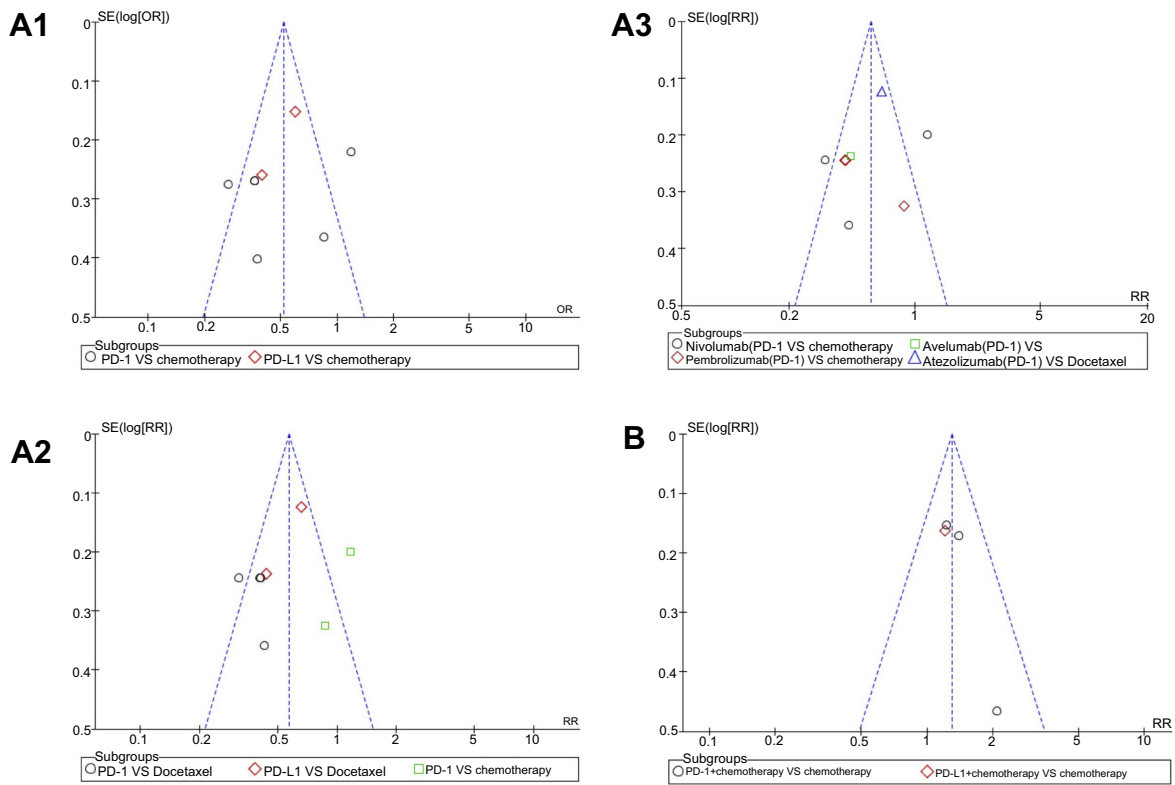 A1
SE(log[OR])
0
0.1
0.2
0.3
0.4
0.5
0.1 0.2 0.5 1 2 5 10
OR
Subgroups
PD-1 VS chemotherapy PD-L1 VS chemotherapy
A3
SE(log[RR])
0
0.1
0.2
0.3
0.4
0.5
0.5 0.2 1 5 20
RR
Subgroups
Nivolumab(PD-1 VS chemotherapy Avelumab(PD-1) VS
Pembrolizumab(PD-1) VS chemotherapy Atezolizumab(PD-1) VS Docetaxel
A2
SE(log[RR])
0
0.1
0.2
0.3
0.4
0.5
0.1 0.2 0.5 1 2 5 10
RR
Subgroups
PD-1 VS Docetaxel PD-L1 VS Docetaxel PD-1 VS chemotherapy
B
SE(log[RR])
0
0.1
0.2
0.3
0.4
0.5
0.1 0.2 0.5 1 2 5 10
RR
Subgroups
PD-1+chemotherapy VS chemotherapy PD-L1+chemotherapy VS chemotherapy